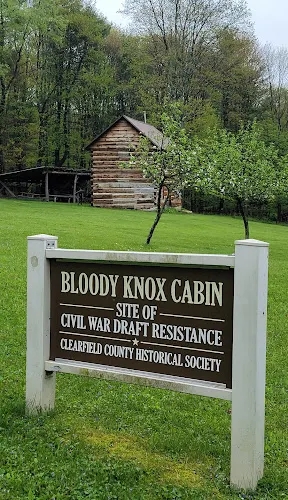 BLOODY KNOX CABIN
SITE OF
CIVIL WAR DRAFT RESISTANCE
CLEARFIELD COUNTY HISTORICAL SOCIETY